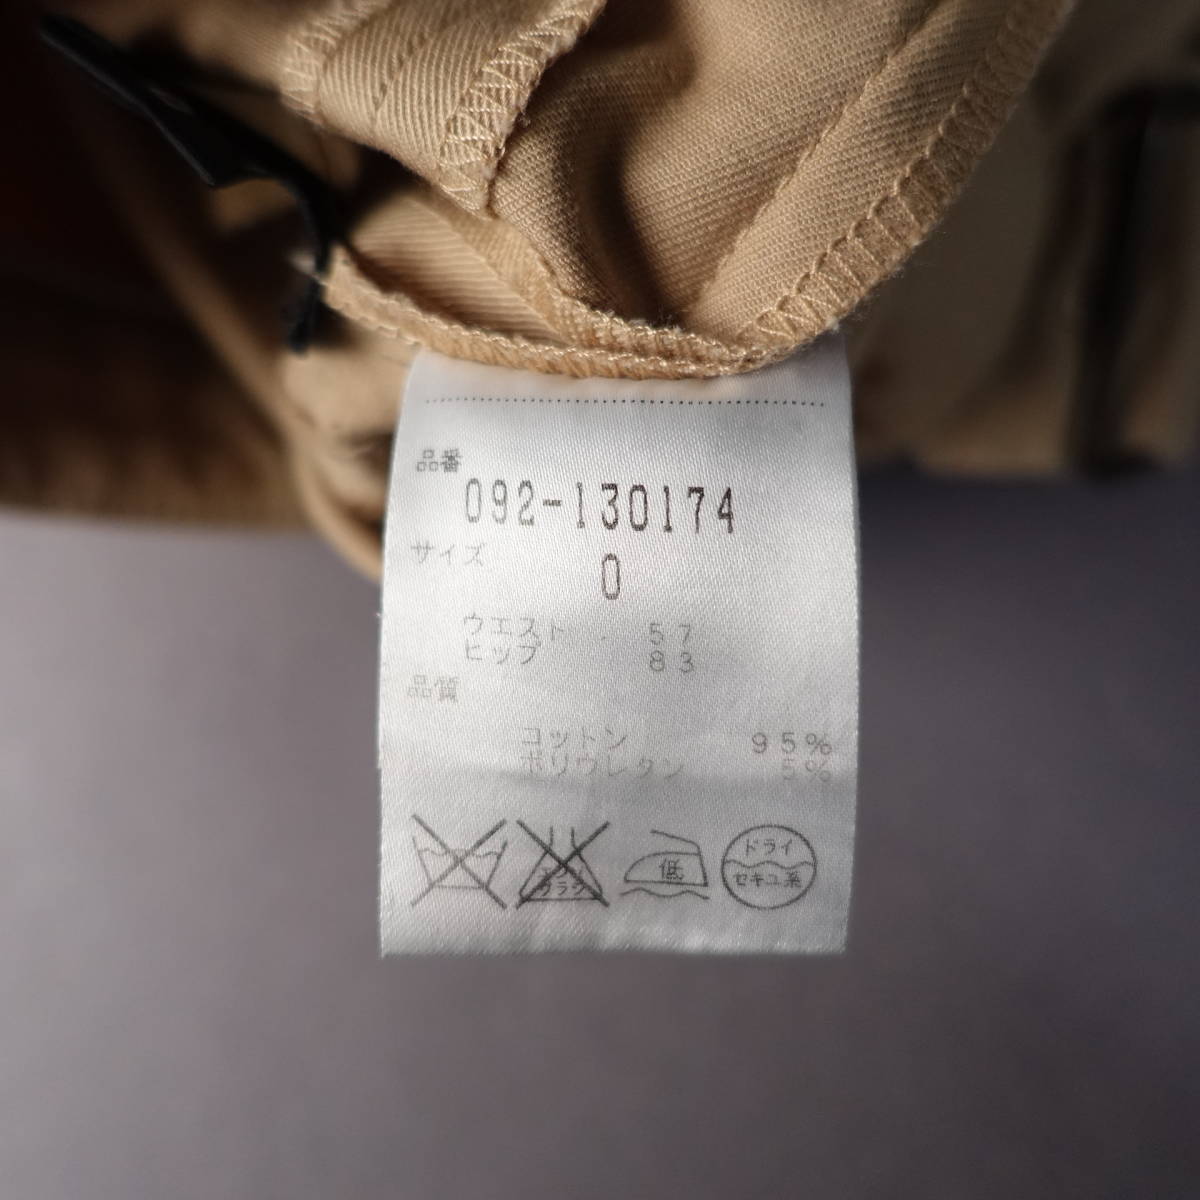 品番
092-130174
サイズ
0
ウエスト 57
ヒップ 83
品質
コットン 95%
ポリウレタン 5%
低
ドライ
セキユ系